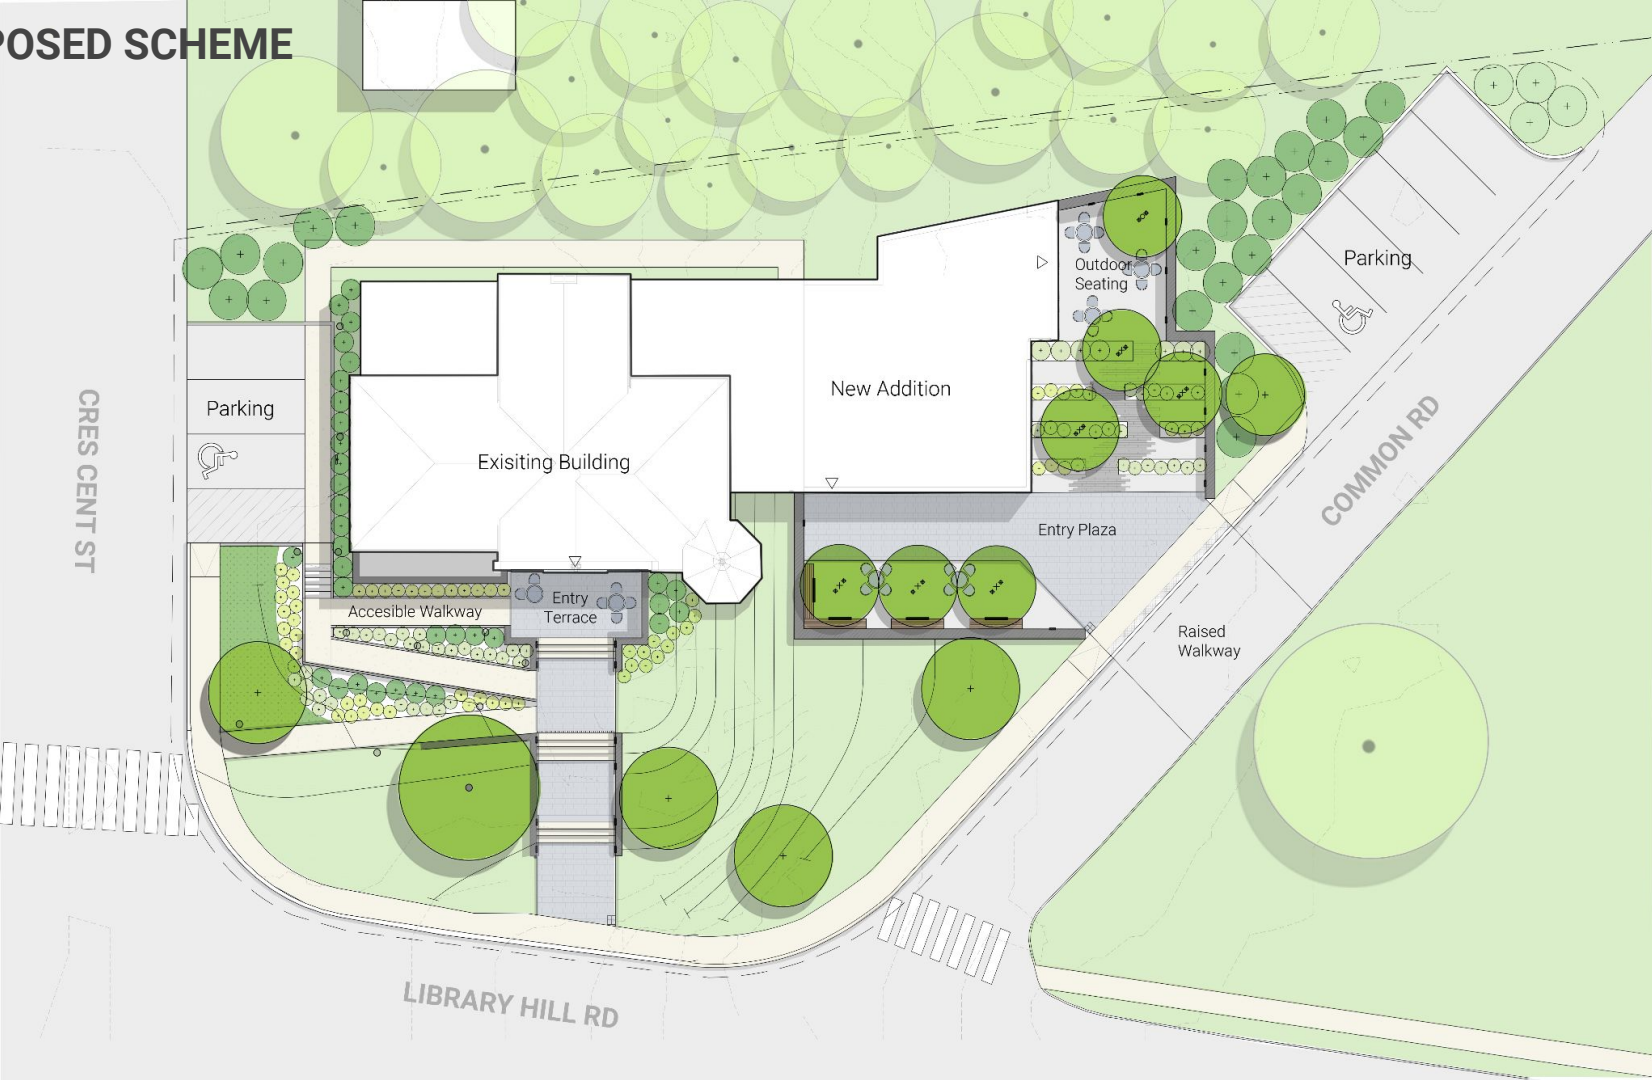 POSED SCHEME
Outdoor
Seating
Parking
New Addition
Parking
Exisiting Building
CRES CENT ST
COMMON RD
Entry Plaza
Entry
Terrace
Accesible Walkway
Raised
Walkway
LIBRARY HILL RD